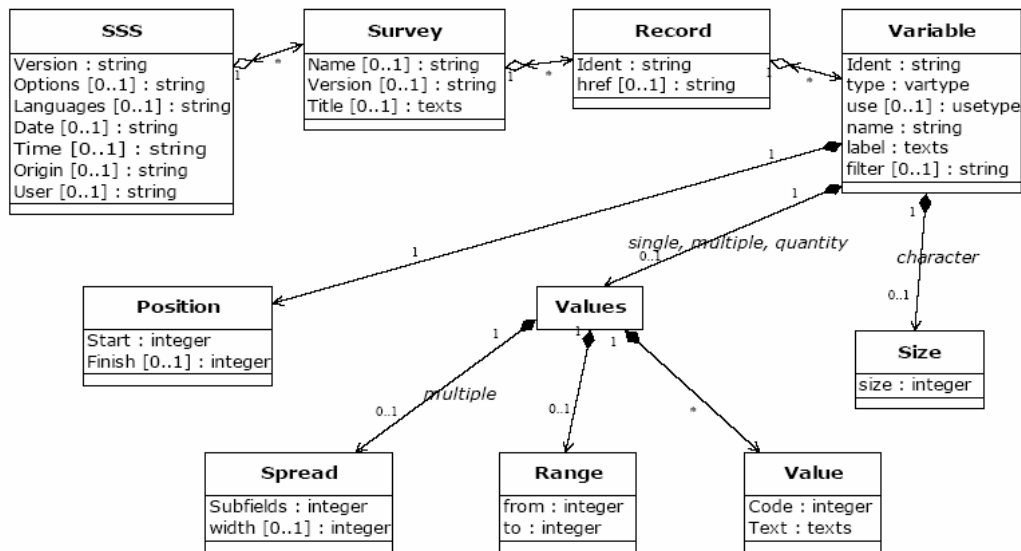 SSS
Version : string
Options [0..1] : string
Languages [0..1] : string
Date [0..1] : string
Time [0..1] : string
Origin [0..1] : string
User [0..1] : string
1
*
Survey
Name [0..1] : string
Version [0..1] : string
Title [0..1] : texts
1
*
Record
Ident : string
href [0..1] : string
1
*
Variable
Ident : string
type : vartype
use [0..1] : usetype
name : string
label : texts
filter [0..1] : string
1
1
1
single, multiple, quantity
0..1
1
character
0..1
Position
Start : integer
Finish [0..1] : integer
Values
Size
size : integer
1
multiple
0..1
1
0..1
1
*
Spread
Subfields : integer
width [0..1] : integer
Range
from : integer
to : integer
Value
Code : integer
Text : texts